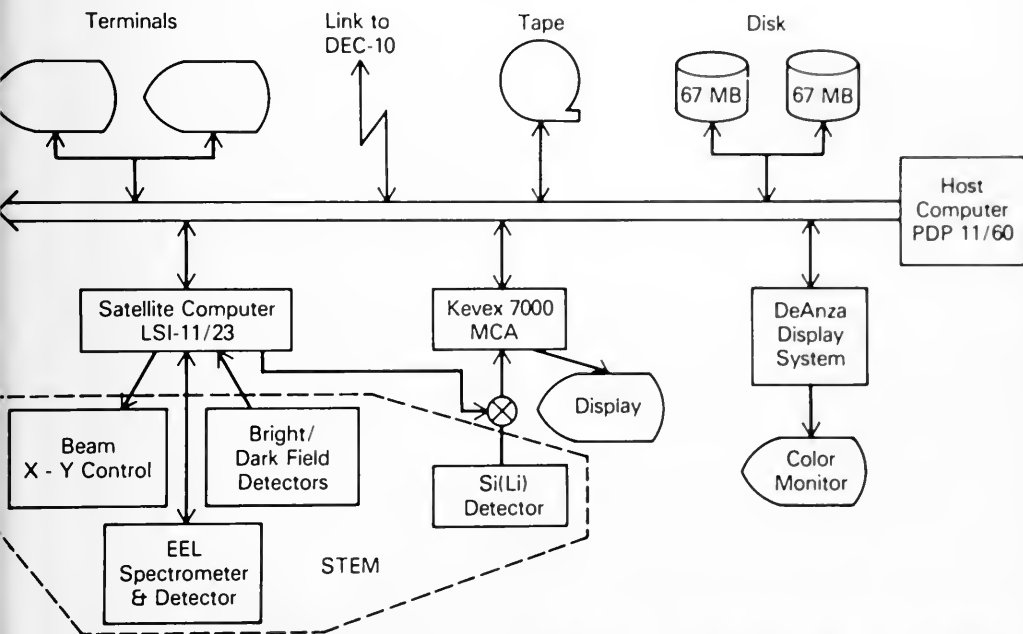 Terminals
Link to
DEC-10
Tape
Disk
67 MB
67 MB
Host
Computer
PDP 11/60
Satellite Computer
LSI-11/23
Kevex 7000
MCA
DeAnza
Display
System
Display
Beam
X - Y Control
Bright/
Dark Field
Detectors
Si(Li)
Detector
Color
Monitor
EEL
Spectrometer
& Detector
STEM